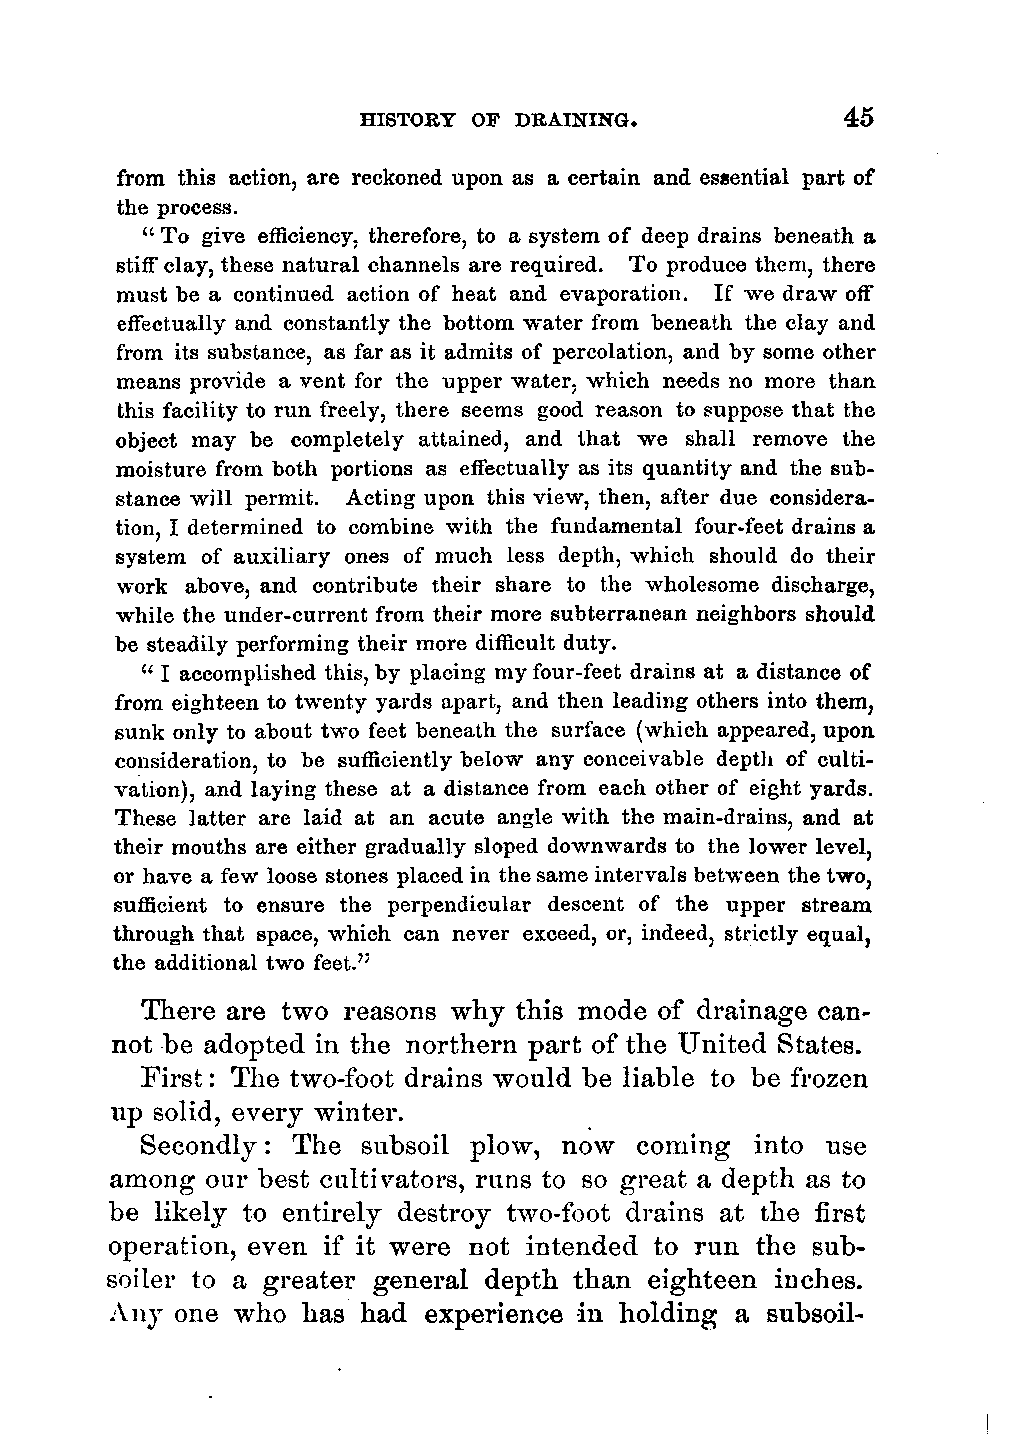 HISTORY OF DRAINING. 45
from this action, are reckoned upon as a certain and essential part of
the process.
“To give efficiency, therefore, to a system of deep drains beneath a
stiff clay, these natural channels are required. To produce them, there
must be a continued action of heat and evaporation. If we draw off
effectually and constantly the bottom water from beneath the clay and
from its substance, as far as it admits of percolation, and by some other
means provide a vent for the upper water, which needs no more than
this facility to run freely, there seems good reason to suppose that the
object may be completely attained, and that we shall remove the
moisture from both portions as effectually as its quantity and the sub-
stance will permit. Acting upon this view, then, after due considera-
tion, I determined to combine with the fundamental four-feet drains a
system of auxiliary ones of much less depth, which should do their
work above, and contribute their share to the wholesome discharge,
while the under-current from their more subterranean neighbors should
be steadily performing their more difficult duty.
“I accomplished this, by placing my four-feet drains at a distance of
from eighteen to twenty yards apart, and then leading others into them,
sunk only to about two feet beneath the surface (which appeared, upon
consideration, to be sufficiently below any conceivable depth of culti-
vation), and laying these at a distance from each other of eight yards.
These latter are laid at an acute angle with the main-drains, and at
their mouths are either gradually sloped downwards to the lower level,
or have a few loose stones placed in the same intervals between the two,
sufficient to ensure the perpendicular descent of the upper stream
through that space, which can never exceed, or, indeed, strictly equal,
the additional two feet.”
There are two reasons why this mode of drainage can-
not be adopted in the northern part of the United States.
First: The two-foot drains would be liable to be frozen
up solid, every winter.
Secondly: The subsoil plow, now coming into use
among our best cultivators, runs to so great a depth as to
be likely to entirely destroy two-foot drains at the first
operation, even if it were not intended to run the sub-
soiler to a greater general depth than eighteen inches.
Any one who has had experience in holding a subsoil-